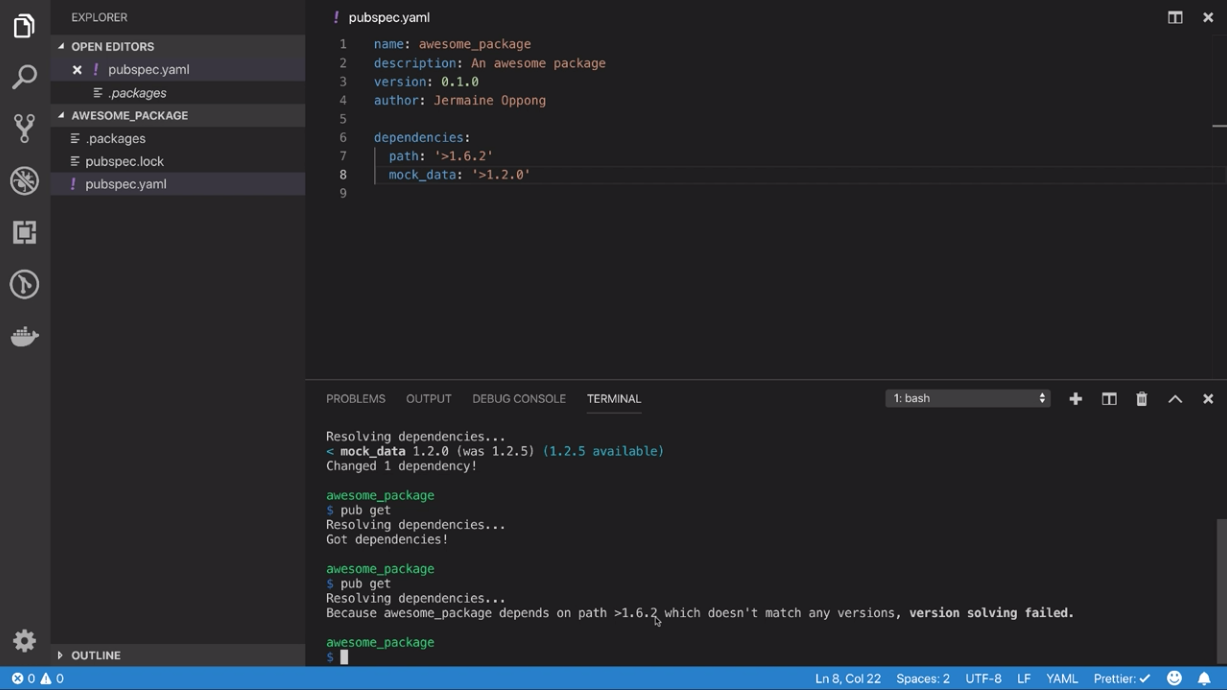 EXPLORER
OPEN EDITORS
! pubspec.yaml
.packages
AWESOME_PACKAGE
.packages
pubspec.lock
! pubspec.yaml
OUTLINE
! pubspec.yaml
1 name: awesome_package
2 description: An awesome package
3 version: 0.1.0
4 author: Jermaine Oppong
5
6 dependencies:
7 path: '>1.6.2'
8 mock_data: '>1.2.0'
9
PROBLEMS OUTPUT DEBUG CONSOLE TERMINAL 1: bash
Resolving dependencies...
< mock_data 1.2.0 (was 1.2.5) (1.2.5 available)
Changed 1 dependency!
awesome_package
$ pub get
Resolving dependencies...
Got dependencies!
awesome_package
$ pub get
Resolving dependencies...
Because awesome_package depends on path >1.6.2 which doesn't match any versions, version solving failed.
awesome_package
$
0 0 Ln 8, Col 22 Spaces: 2 UTF-8 LF YAML Prettier: ✓